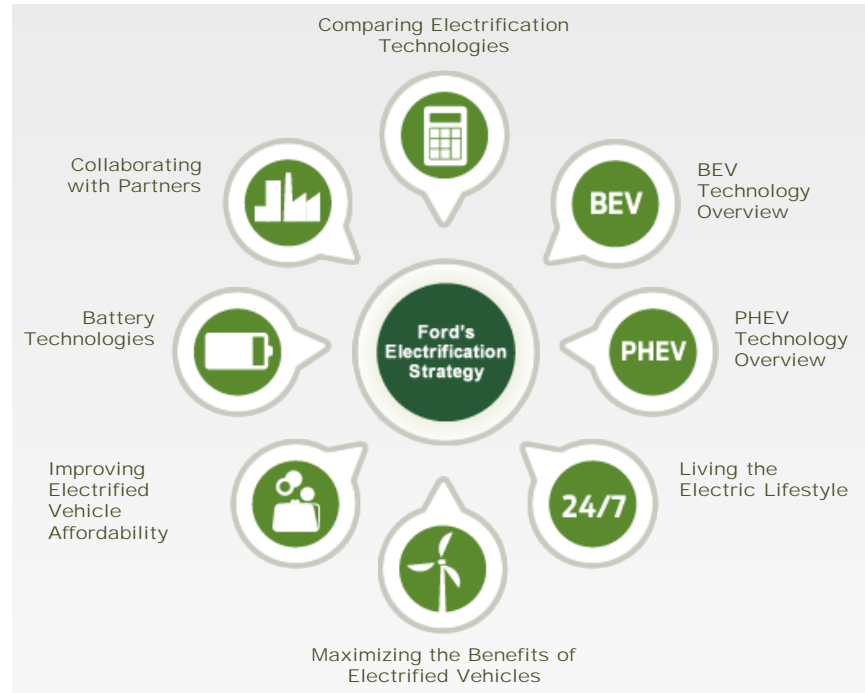 Comparing Electrification
Technologies
BEV
BEV
Technology
Overview
PHEV
PHEV
Technology
Overview
24/7
Living the
Electric Lifestyle
Maximizing the Benefits of
Electrified Vehicles
Improving
Electrified
Vehicle
Affordability
Battery
Technologies
Collaborating
with Partners
Ford's
Electrification
Strategy